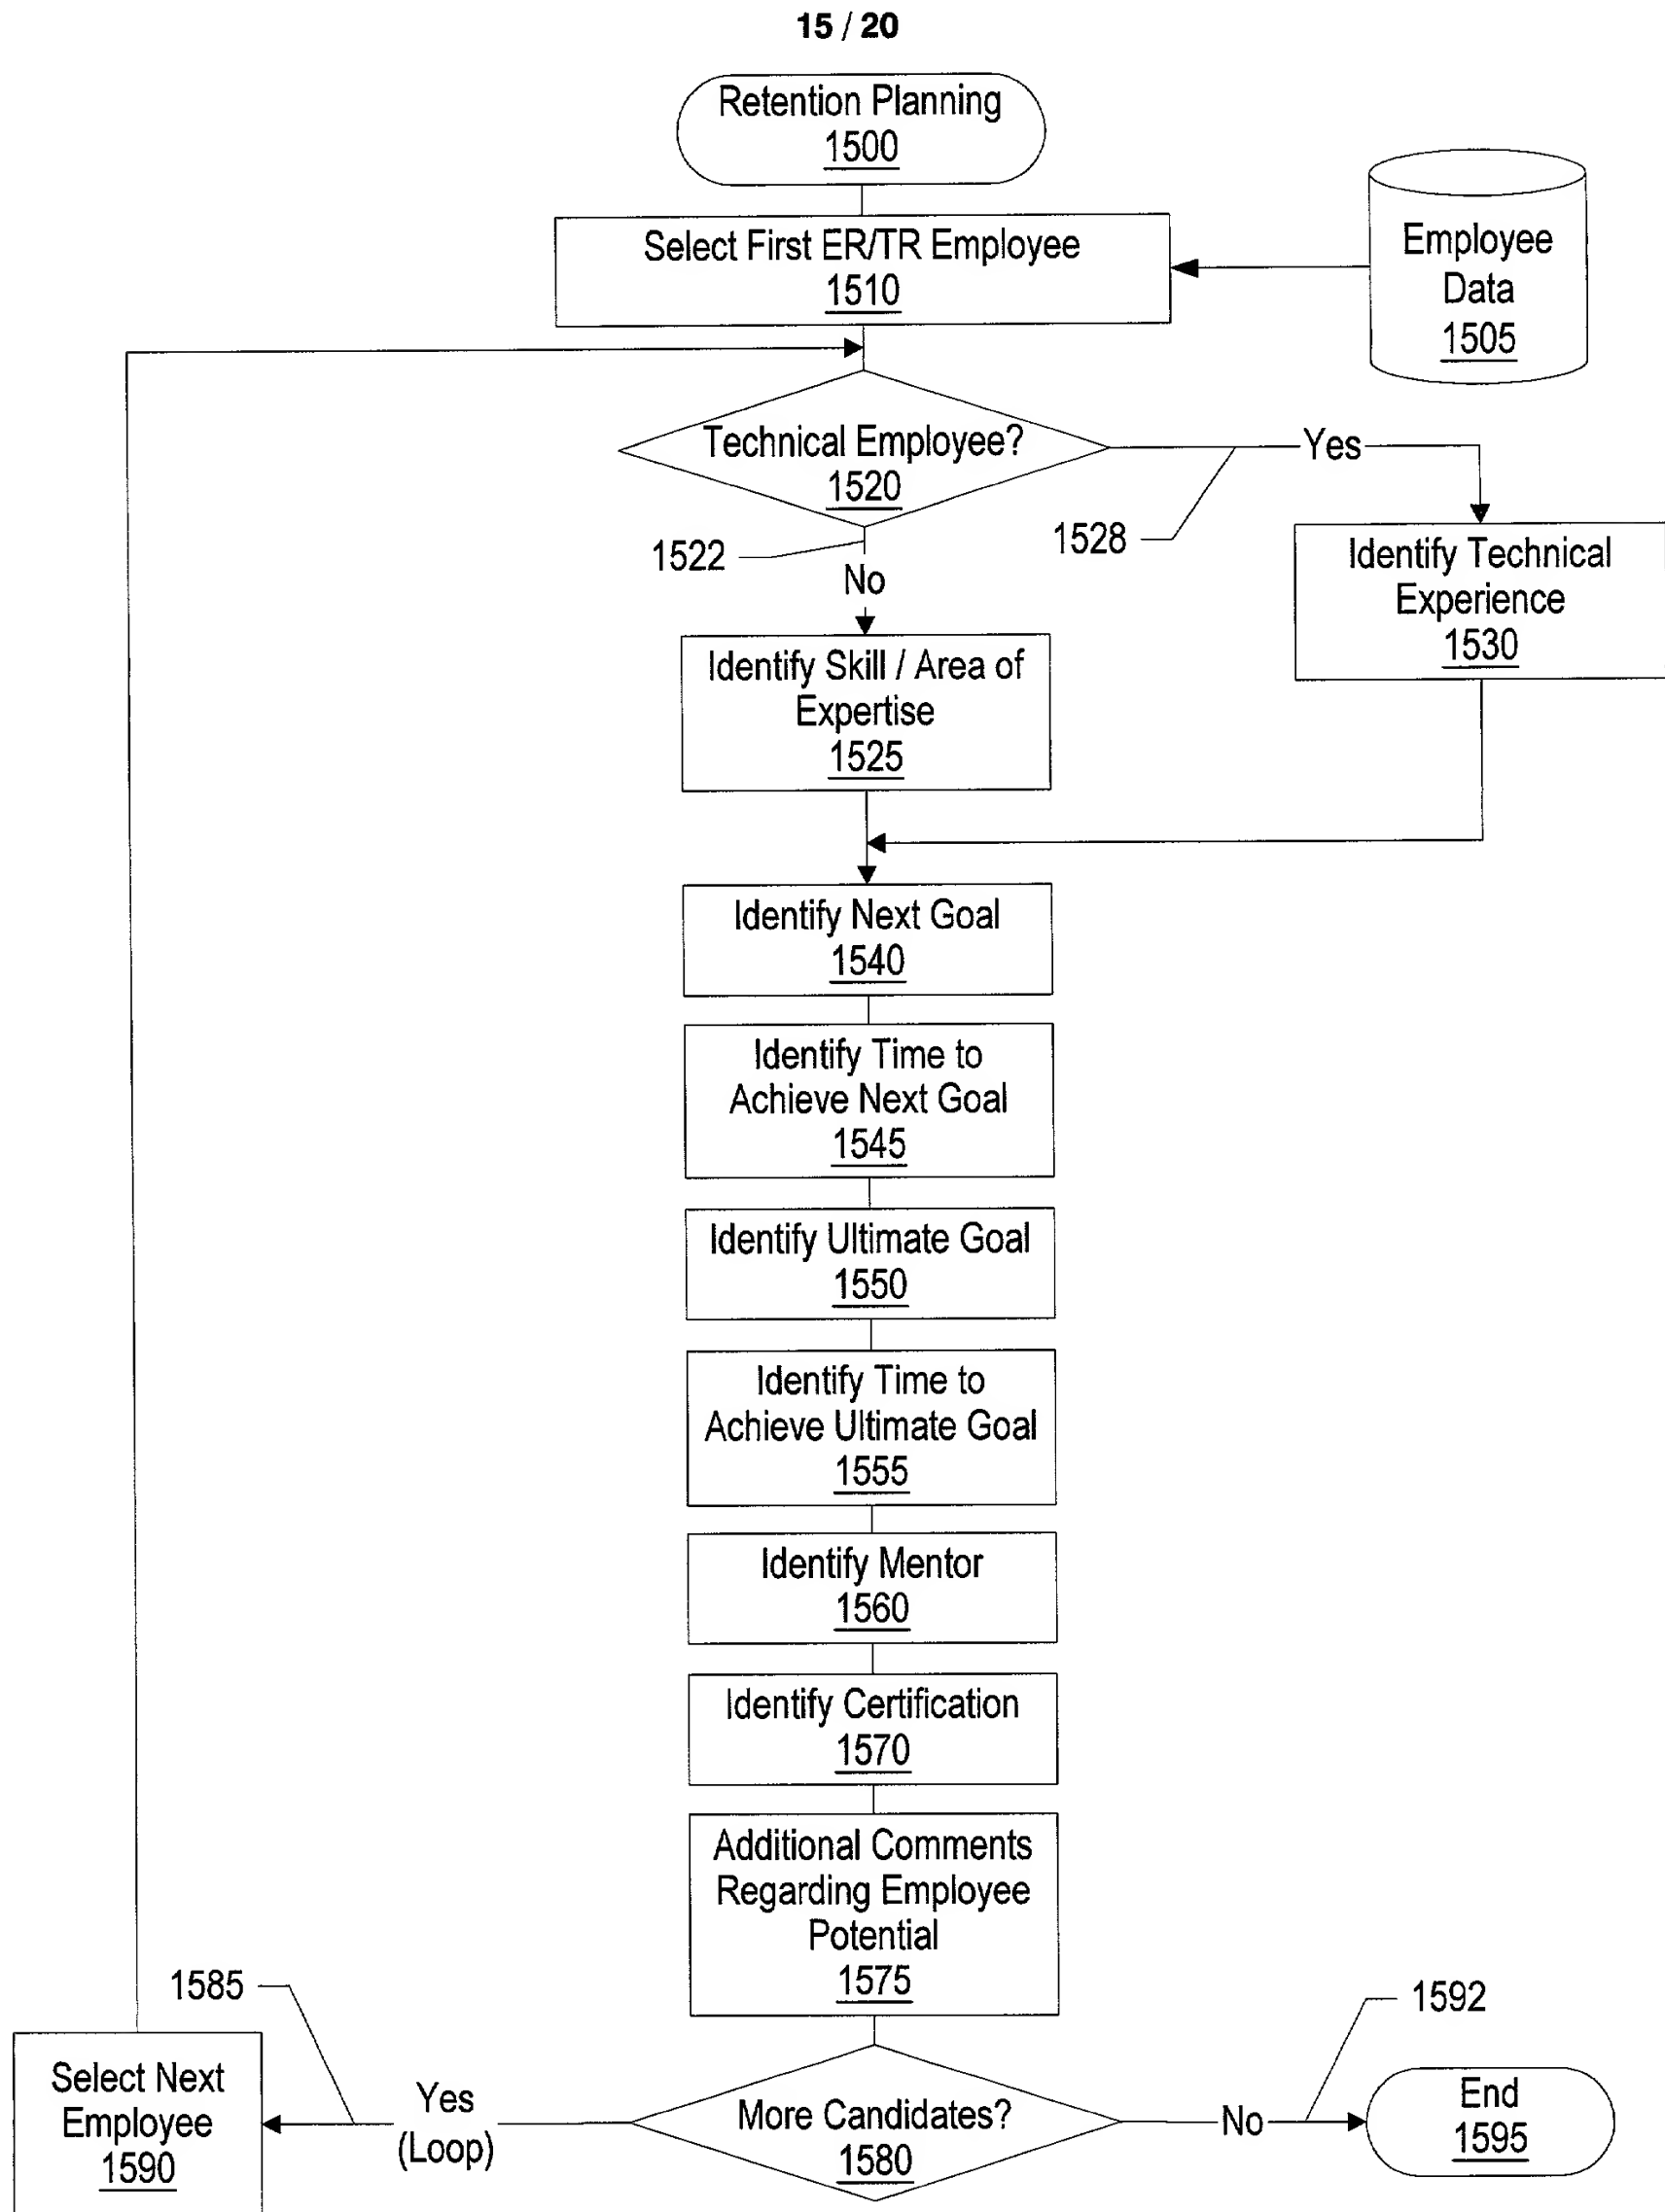 15 / 20
Retention Planning
1500
Select First ER/TR Employee
1510
Employee
Data
1505
Technical Employee?
1520
Yes
1528
1522
No
Identify Technical
Experience
1530
Identify Skill / Area of
Expertise
1525
Identify Next Goal
1540
Identify Time to
Achieve Next Goal
1545
Identify Ultimate Goal
1550
Identify Time to
Achieve Ultimate Goal
1555
Identify Mentor
1560
Identify Certification
1570
Additional Comments
Regarding Employee
Potential
1575
1585
1592
Select Next
Employee
1590
Yes
(Loop)
More Candidates?
1580
No
End
1595